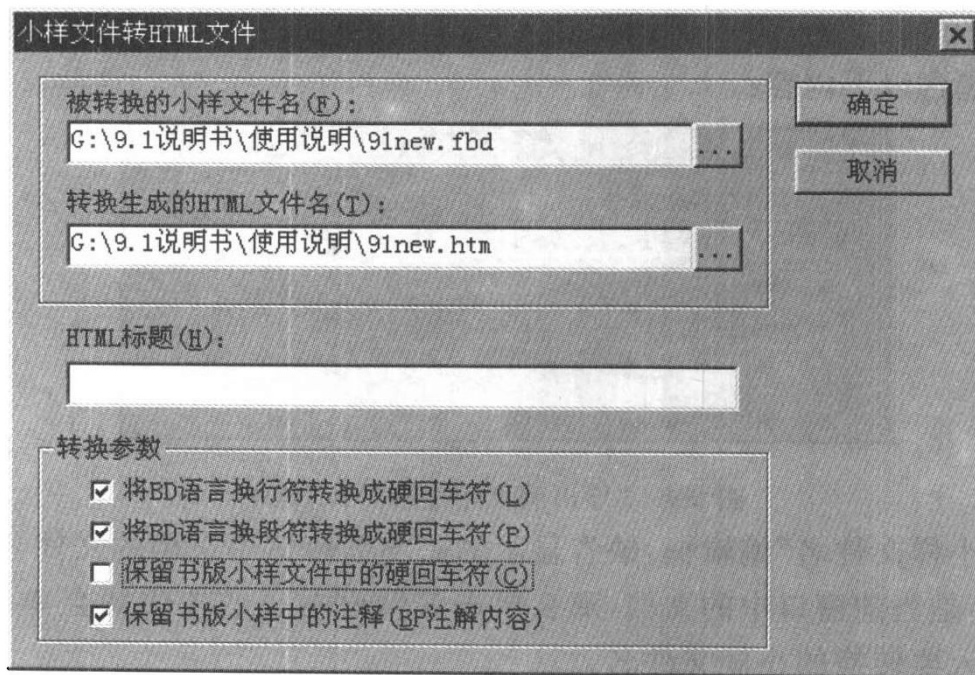 小样文件转HTML文件
被转换的小样文件名(F):
G:\9.1说明书\使用说明\91new.fbd
...
确定
取消
转换生成的HTML文件名(T):
G:\9.1说明书\使用说明\91new.htm
...
HTML标题(H):
转换参数
将BD语言换行符转换成硬回车符(L)
将BD语言换段符转换成硬回车符(P)
保留书版小样文件中的硬回车符(C)
保留书版小样中的注释(BP注解内容)